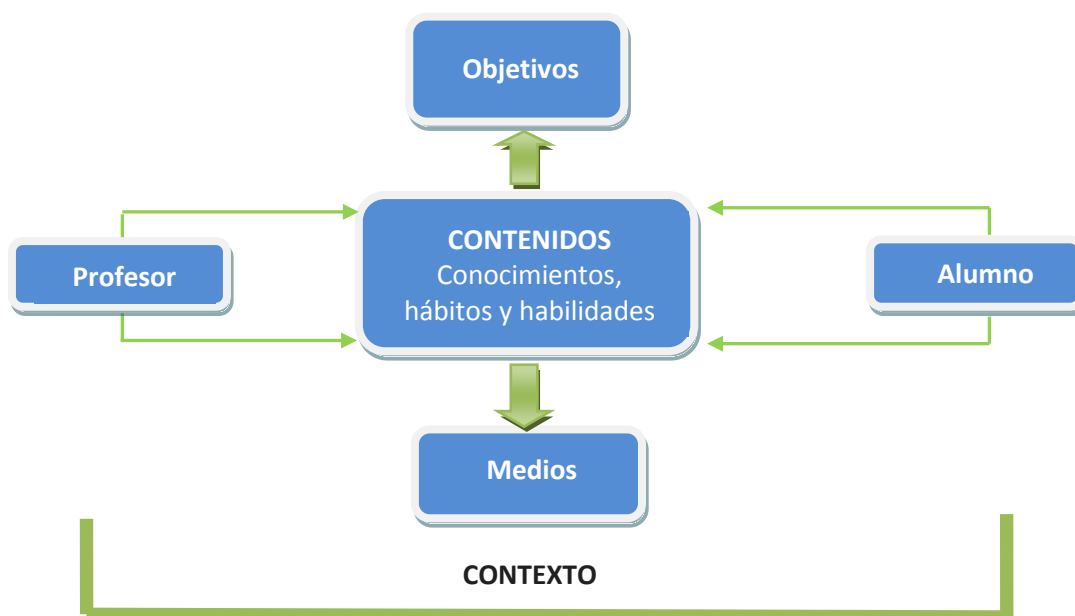 Objetivos
CONTENIDOS
Conocimientos,
hábitos y habilidades
Profesor
Alumno
Medios
CONTEXTO